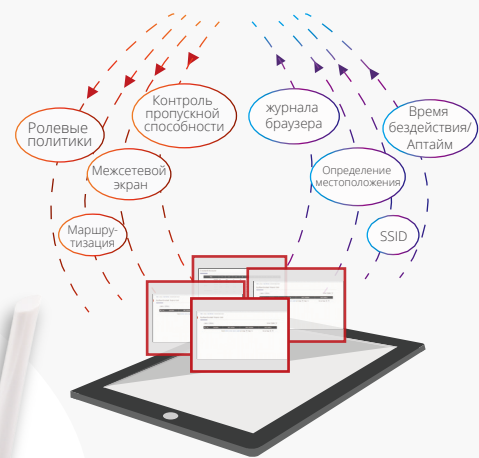 Контроль
пропускной
способности
журнала
браузера
Время
бездействия/
Аптайм
Ролевые
политики
Межсетевой
экран
Определение
местоположения
Маршру-
тизация
SSID